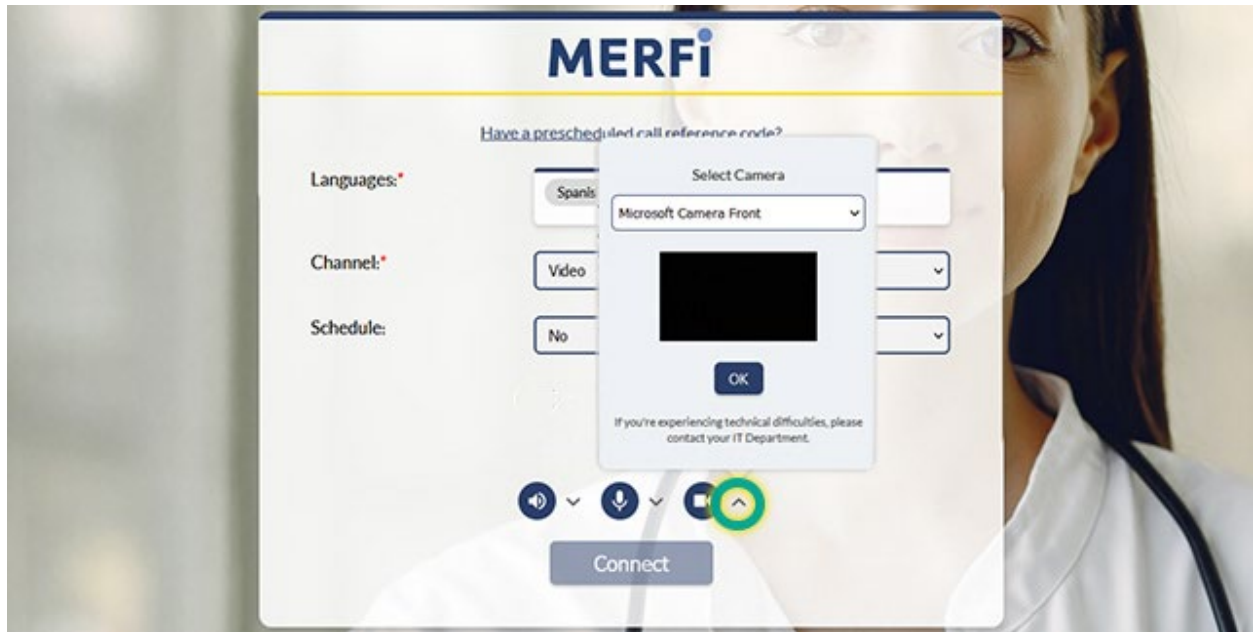 MERFi
Have a prescheduled call reference code?
Select Camera
Languages:*
Spanis
Microsoft Camera Front
Channel:*
Video
Schedule:
No
OK
If you're experiencing technical difficulties, please
contact your IT Department.
Connect